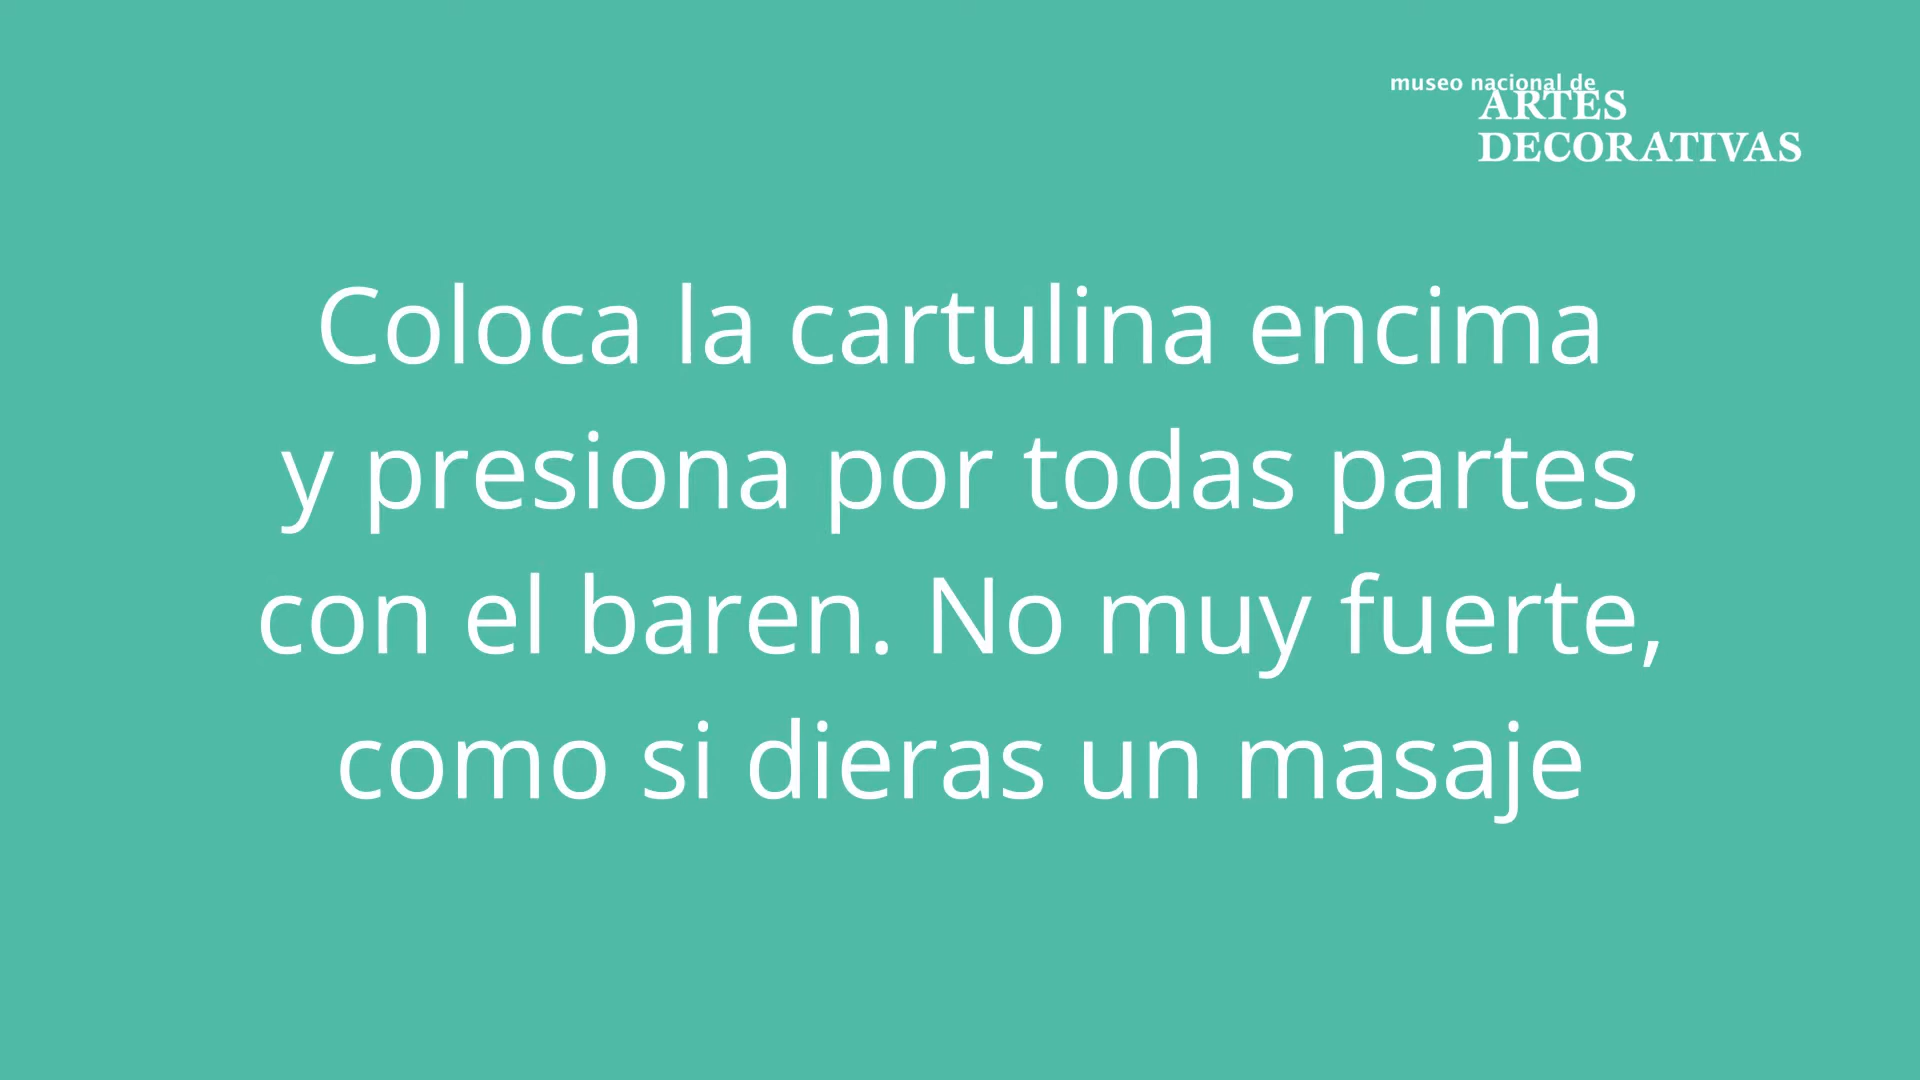 museo nacional de
ARTES
DECORATIVAS
Coloca la cartulina encima
y presiona por todas partes
con el baren. No muy fuerte,
como si dieras un masaje